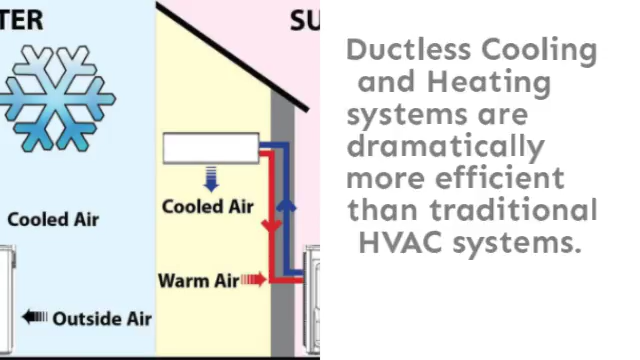 TER
SU
Cooled Air
Outside Air
Cooled Air
Warm Air
Ductless Cooling
and Heating
systems are
dramatically
more efficient
than traditional
HVAC systems.